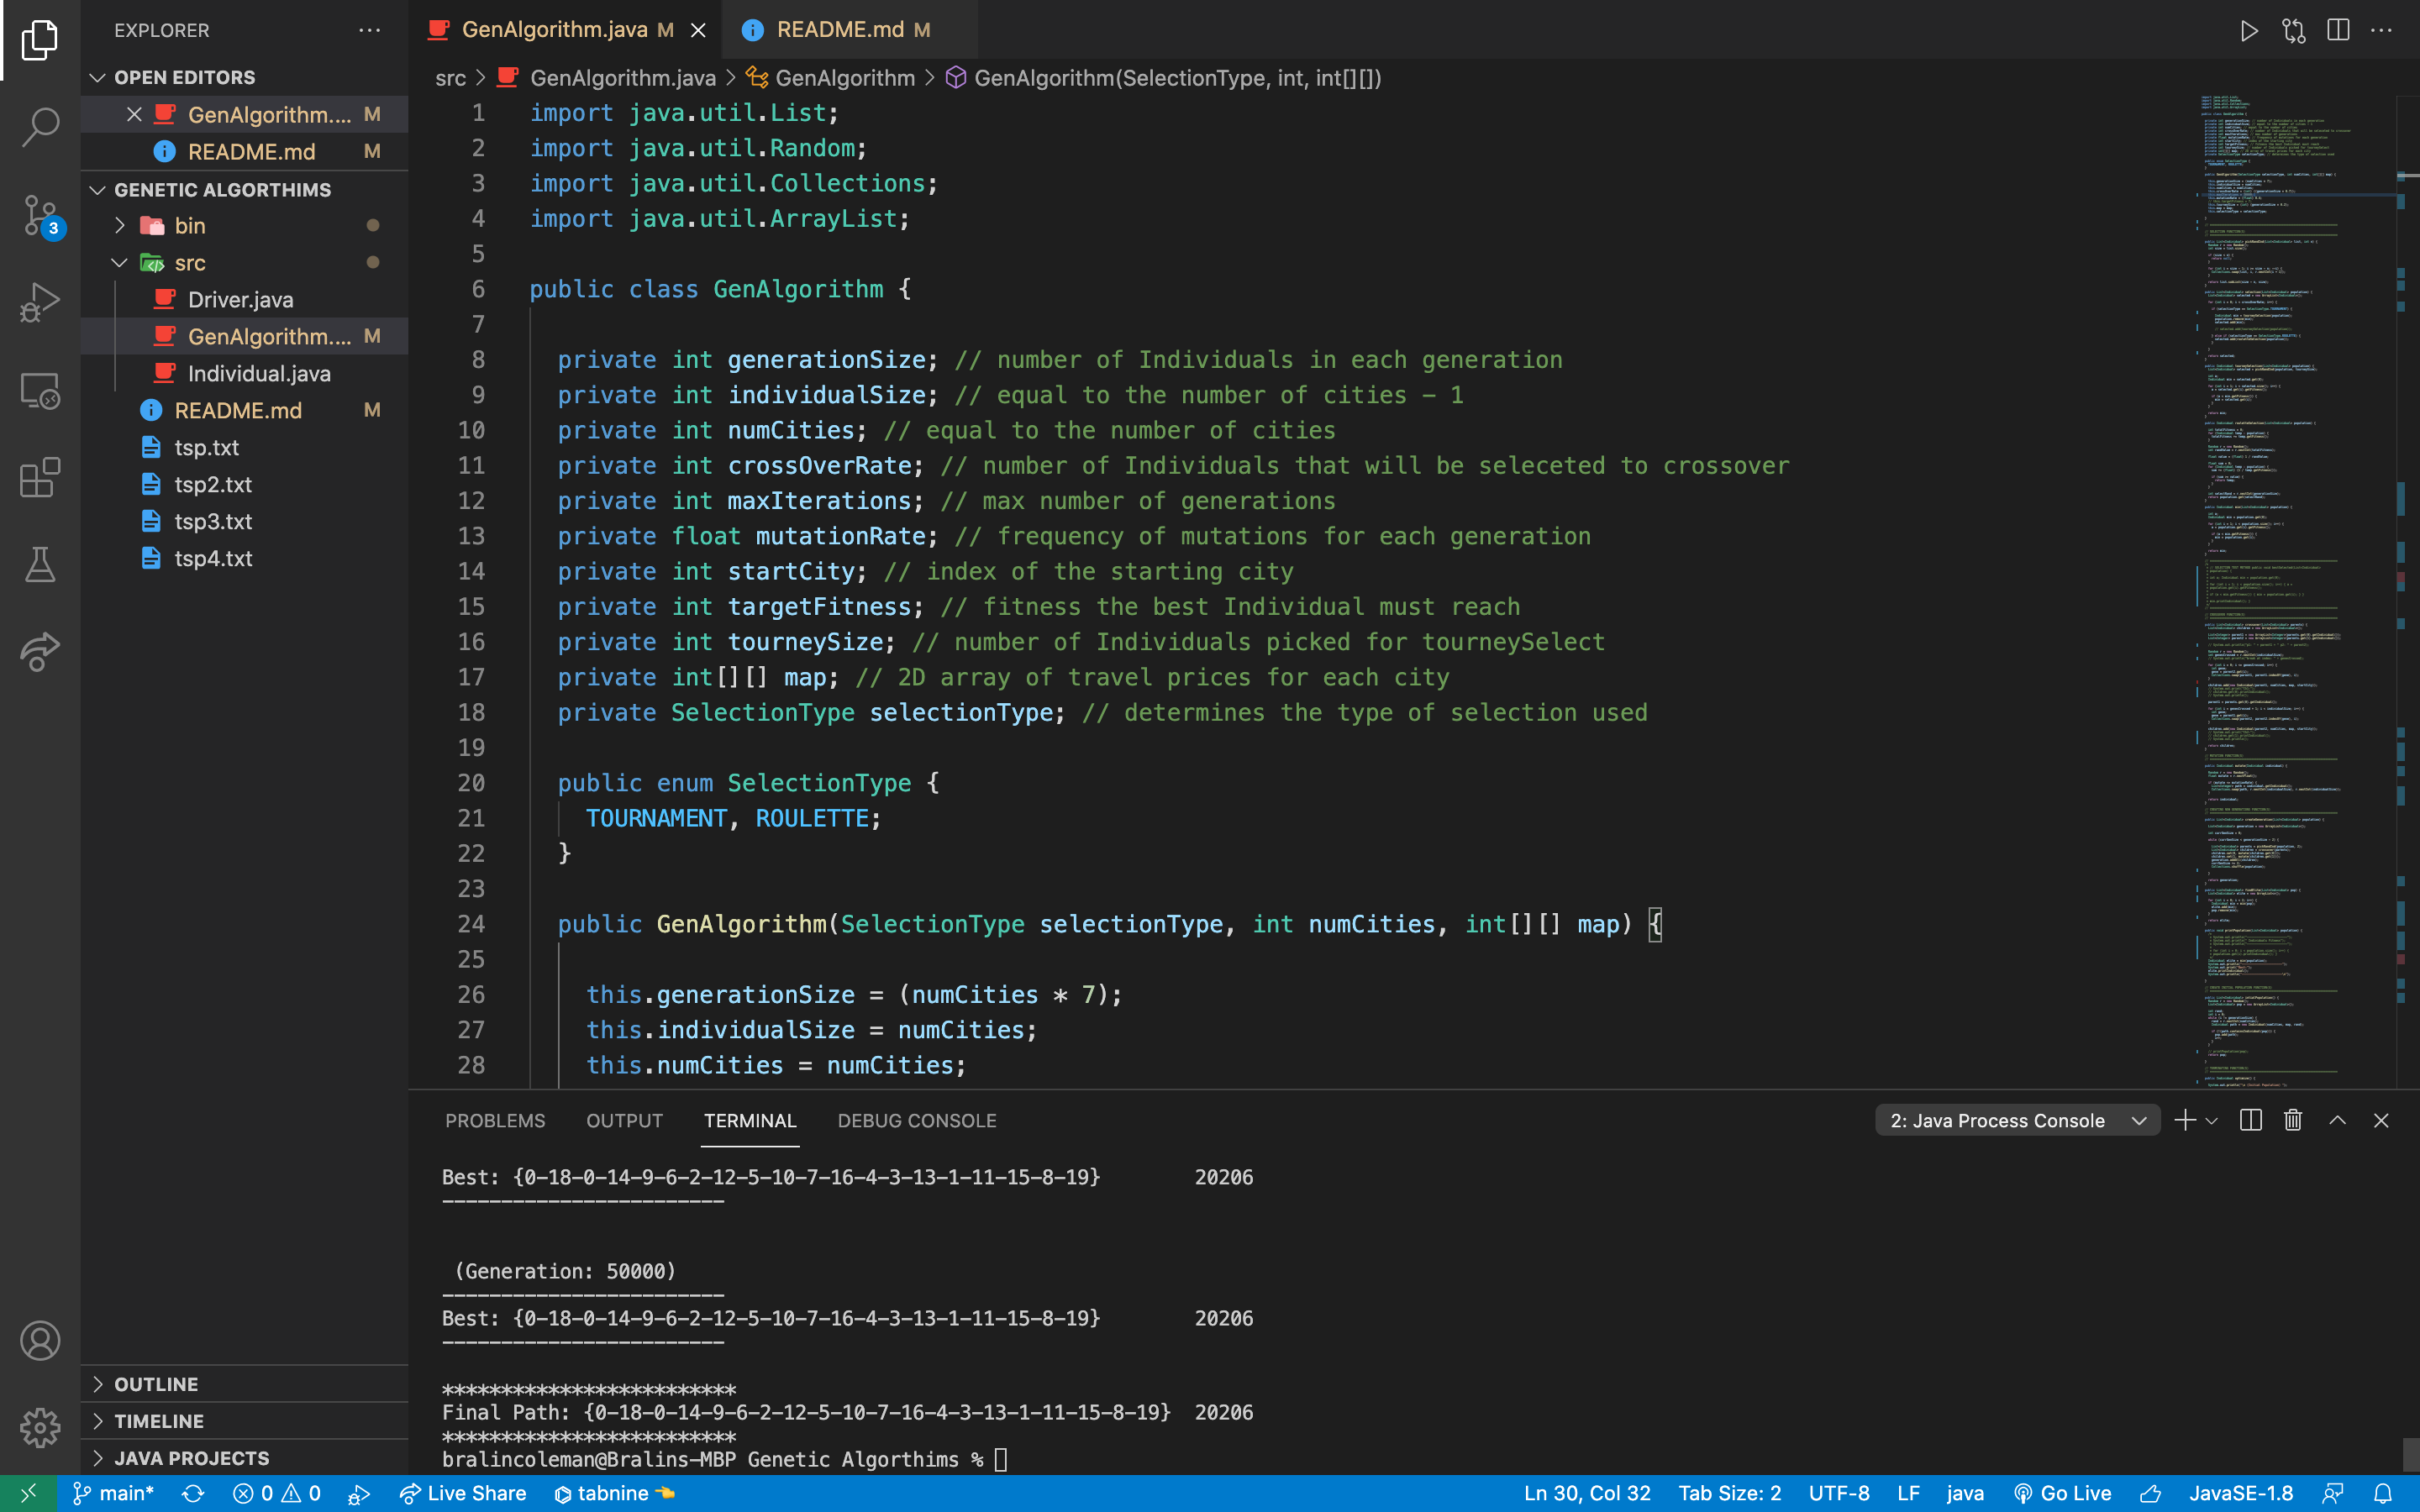 EXPLORER
OPEN EDITORS
GenAlgorithm.... M
README.md M
GENETIC ALGORTHIMS
bin
src
Driver.java
GenAlgorithm.... M
Individual.java
README.md M
tsp.txt
tsp2.txt
tsp3.txt
tsp4.txt
OUTLINE
TIMELINE
JAVA PROJECTS
3
GenAlgorithm.java M
README.md M
src > GenAlgorithm.java > GenAlgorithm > GenAlgorithm(SelectionType, int, int[][])
1 import java.util.List;
2 import java.util.Random;
3 import java.util.Collections;
4 import java.util.ArrayList;
5
6 public class GenAlgorithm {
7
8 private int generationSize; // number of Individuals in each generation
9 private int individualSize; // equal to the number of cities - 1
10 private int numCities; // equal to the number of cities
11 private int crossOverRate; // number of Individuals that will be seleceted to crossover
12 private int maxIterations; // max number of generations
13 private float mutationRate; // frequency of mutations for each generation
14 private int startCity; // index of the starting city
15 private int targetFitness; // fitness the best Individual must reach
16 private int tourneySize; // number of Individuals picked for tourneySelect
17 private int[][] map; // 2D array of travel prices for each city
18 private SelectionType selectionType; // determines the type of selection used
19
20 public enum SelectionType {
21 TOURNAMENT, ROULETTE;
22 }
23
24 public GenAlgorithm(SelectionType selectionType, int numCities, int[][] map) {
25
26 this.generationSize = (numCities * 7);
27 this.individualSize = numCities;
28 this.numCities = numCities;
PROBLEMS OUTPUT TERMINAL DEBUG CONSOLE
2: Java Process Console
Best: {0-18-0-14-9-6-2-12-5-10-7-16-4-3-13-1-11-15-8-19} 20206
------------------------
(Generation: 50000)
------------------------
Best: {0-18-0-14-9-6-2-12-5-10-7-16-4-3-13-1-11-15-8-19} 20206
------------------------
*************************
Final Path: {0-18-0-14-9-6-2-12-5-10-7-16-4-3-13-1-11-15-8-19} 20206
*************************
bralincoleman@Bralins-MBP Genetic Algorthims %
main* 0 0 Live Share tabnine Ln 30, Col 32 Tab Size: 2 UTF-8 LF java Go Live JavaSE-1.8